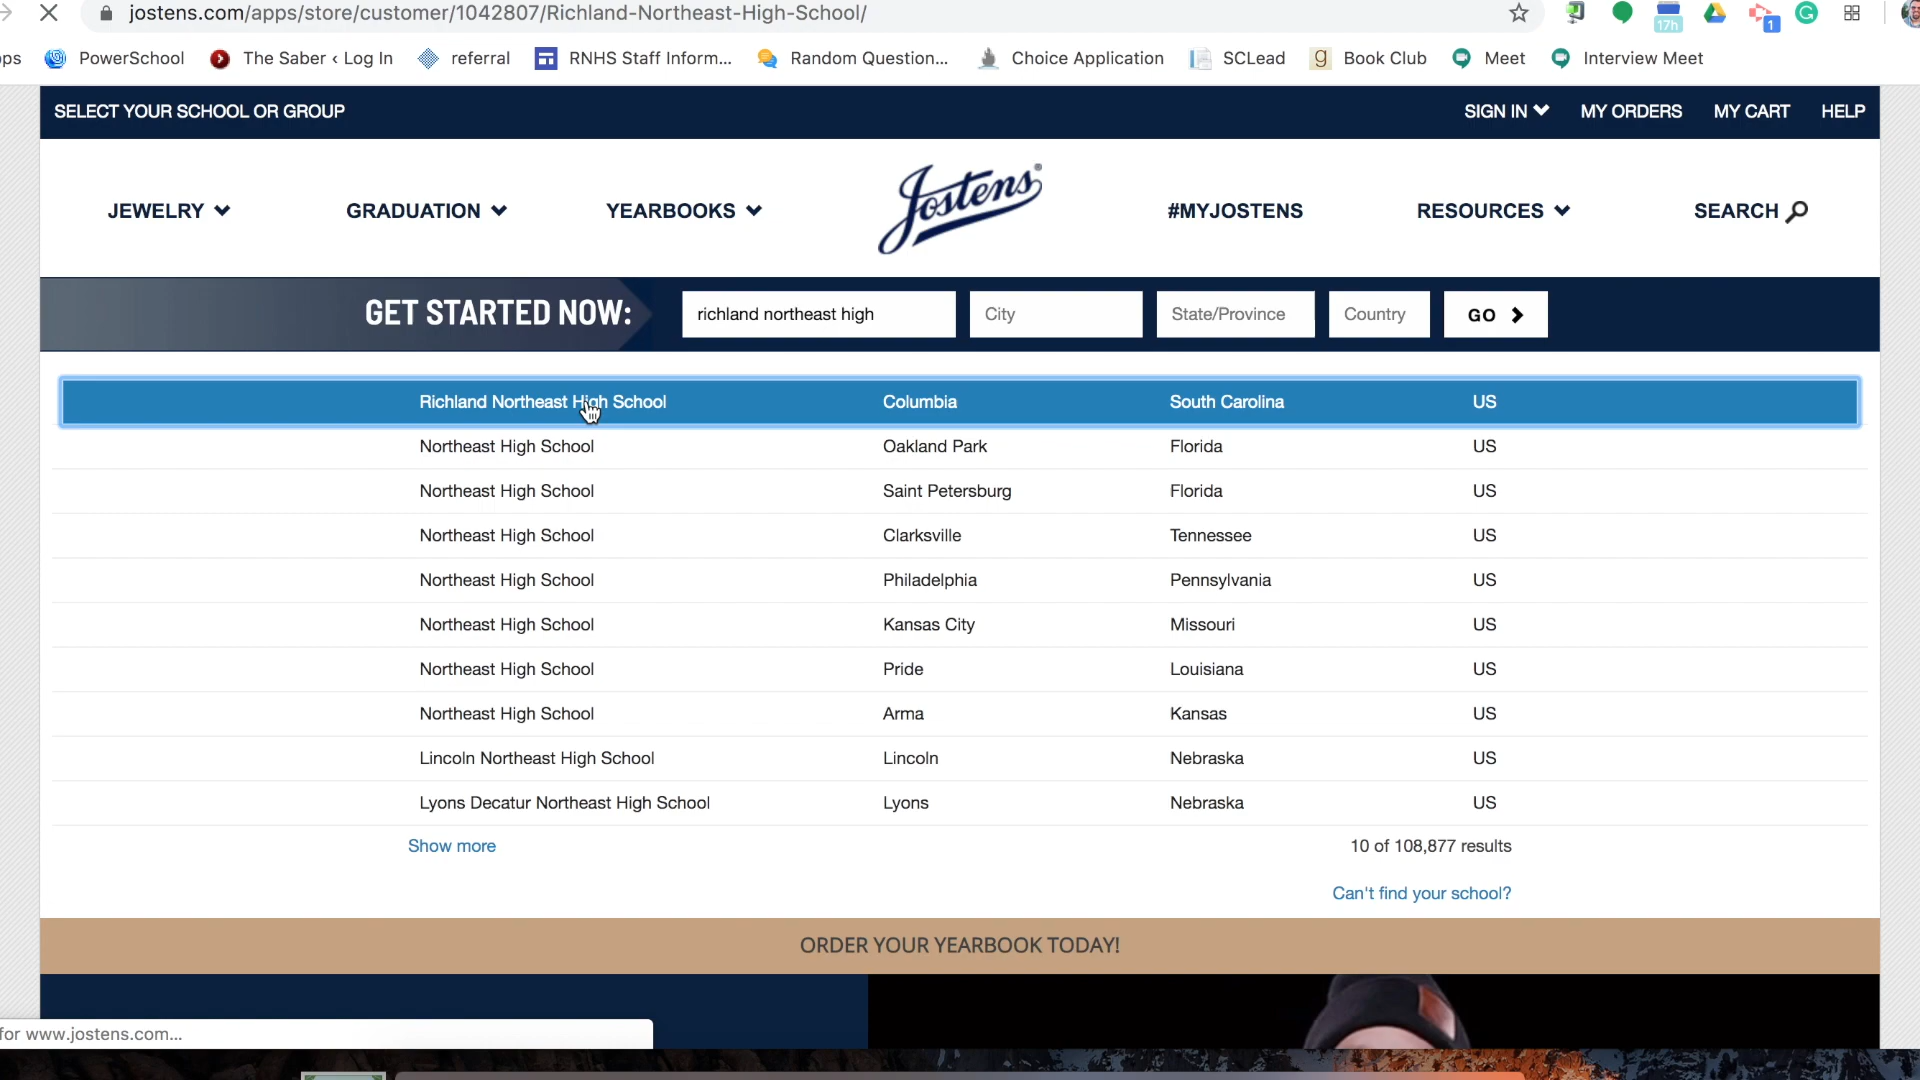 jostens.com/apps/store/customer/1042807/Richland-Northeast-High-School/
17h
1
ps PowerSchool The Saber ‹ Log In referral RNHS Staff Inform... Random Question... Choice Application SCLead g Book Club Meet Interview Meet
SELECT YOUR SCHOOL OR GROUP SIGN IN MY ORDERS MY CART HELP
JEWELRY GRADUATION YEARBOOKS Jostens® #MYJOSTENS RESOURCES SEARCH
GET STARTED NOW: richland northeast high City State/Province Country GO
Richland Northeast High School Columbia South Carolina US
Northeast High School Oakland Park Florida US
Northeast High School Saint Petersburg Florida US
Northeast High School Clarksville Tennessee US
Northeast High School Philadelphia Pennsylvania US
Northeast High School Kansas City Missouri US
Northeast High School Pride Louisiana US
Northeast High School Arma Kansas US
Lincoln Northeast High School Lincoln Nebraska US
Lyons Decatur Northeast High School Lyons Nebraska US
Show more 10 of 108,877 results
Can't find your school?
ORDER YOUR YEARBOOK TODAY!
for www.jostens.com...